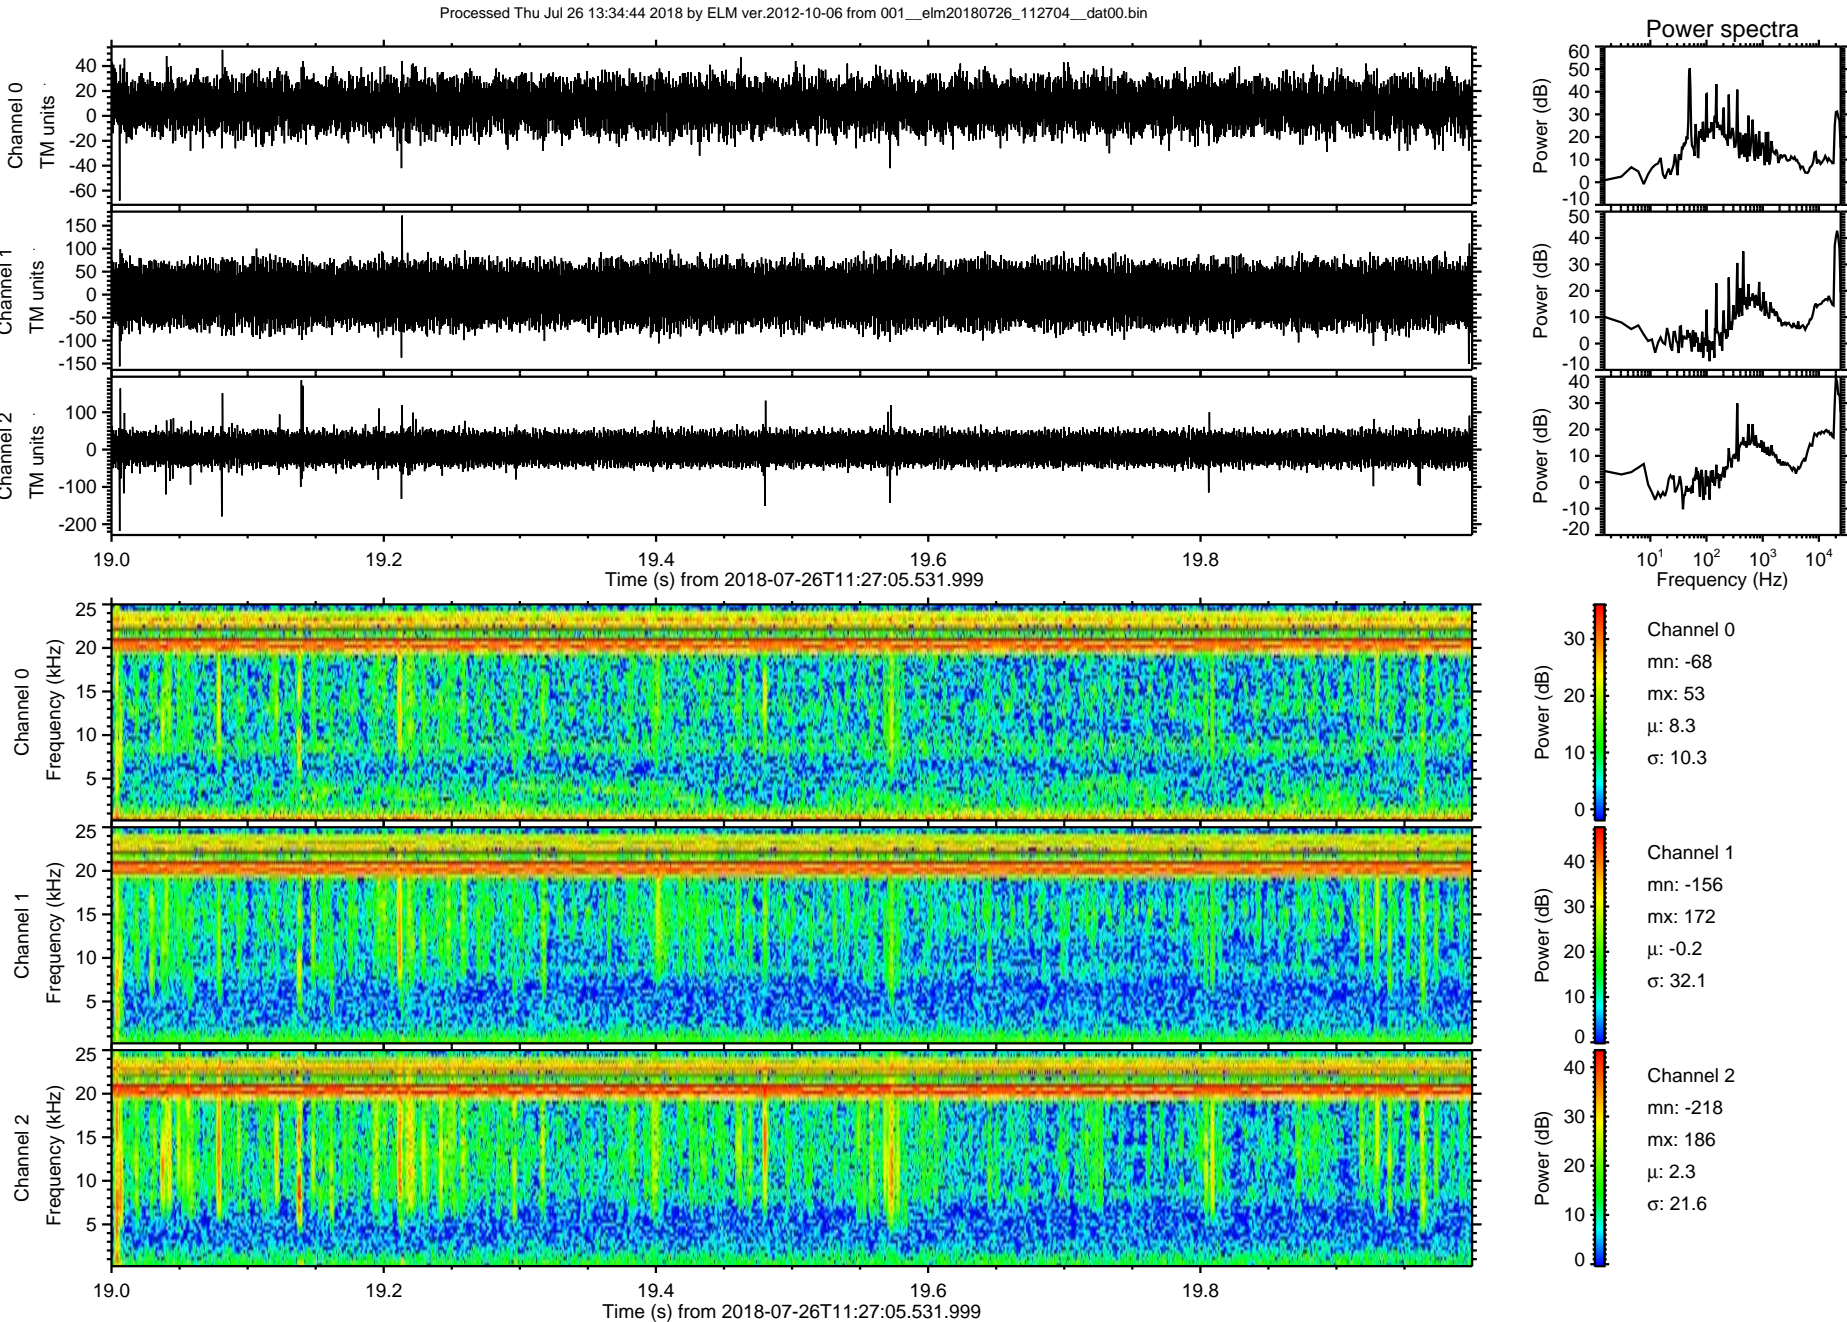 Processed Thu Jul 26 13:34:44 2018 by ELM ver.2012-10-06 from 001__elm20180726_112704__dat00.bin
Power spectra
Channel 0
TM units
40
20
0
-20
-40
-60
Power (dB)
60
50
40
30
20
10
0
-10
Channel 1
TM units
150
100
50
0
-50
-100
-150
Power (dB)
50
40
30
20
10
0
-10
Channel 2
TM units
100
0
-100
-200
Power (dB)
40
30
20
10
0
-10
-20
19.0 19.2 19.4 19.6 19.8
Time (s) from 2018-07-26T11:27:05.531.999
10^1 10^2 10^3 10^4
Frequency (Hz)
Channel 0
Frequency (kHz)
25
20
15
10
5
Power (dB)
30
20
10
0
Channel 0
mn: -68
mx: 53
μ: 8.3
σ: 10.3
Channel 1
Frequency (kHz)
25
20
15
10
5
Power (dB)
40
30
20
10
0
Channel 1
mn: -156
mx: 172
μ: -0.2
σ: 32.1
Channel 2
Frequency (kHz)
25
20
15
10
5
Power (dB)
40
30
20
10
0
Channel 2
mn: -218
mx: 186
μ: 2.3
σ: 21.6
19.0 19.2 19.4 19.6 19.8
Time (s) from 2018-07-26T11:27:05.531.999